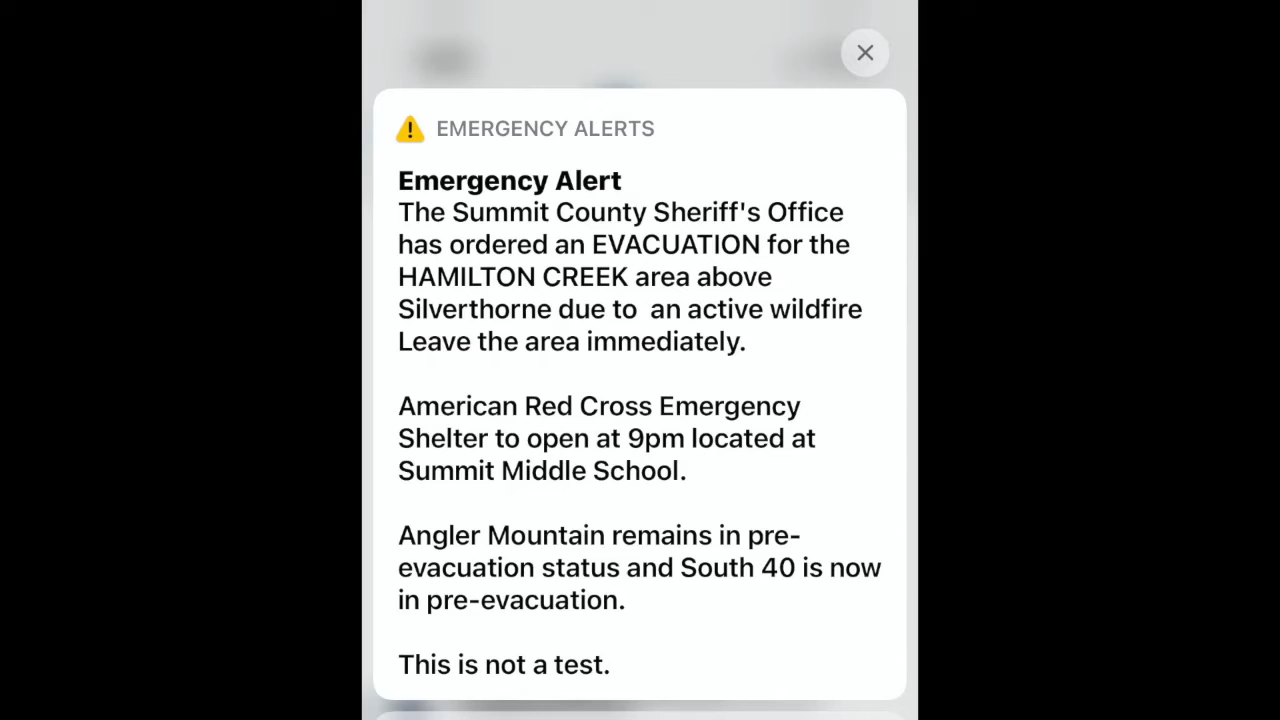 EMERGENCY ALERTS
Emergency Alert
The Summit County Sheriff's Office
has ordered an EVACUATION for the
HAMILTON CREEK area above
Silverthorne due to  an active wildfire
Leave the area immediately.
American Red Cross Emergency
Shelter to open at 9pm located at
Summit Middle School.
Angler Mountain remains in pre-
evacuation status and South 40 is now
in pre-evacuation.
This is not a test.